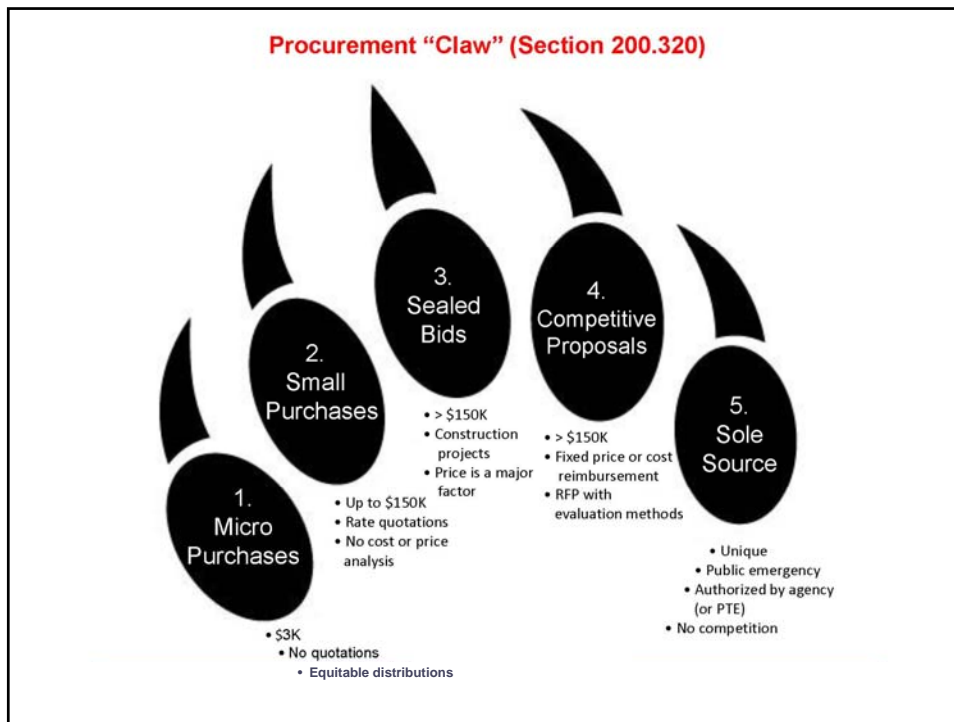 Procurement “Claw” (Section 200.320)
1.
Micro
Purchases
• $3K
• No quotations
• Equitable distributions
2.
Small
Purchases
• Up to $150K
• Rate quotations
• No cost or price
analysis
3.
Sealed
Bids
• > $150K
• Construction
projects
• Price is a major
factor
4.
Competitive
Proposals
• > $150K
• Fixed price or cost
reimbursement
• RFP with
evaluation methods
5.
Sole
Source
• Unique
• Public emergency
• Authorized by agency
(or PTE)
• No competition